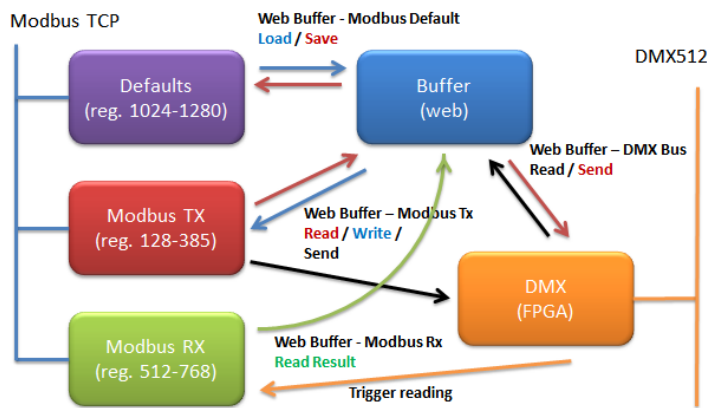 Modbus TCP
Web Buffer - Modbus Default
Load / Save
DMX512
Defaults
(reg. 1024-1280)
Buffer
(web)
Web Buffer – DMX Bus
Read / Send
Modbus TX
(reg. 128-385)
Web Buffer – Modbus Tx
Read / Write /
Send
DMX
(FPGA)
Modbus RX
(reg. 512-768)
Web Buffer - Modbus Rx
Read Result
Trigger reading